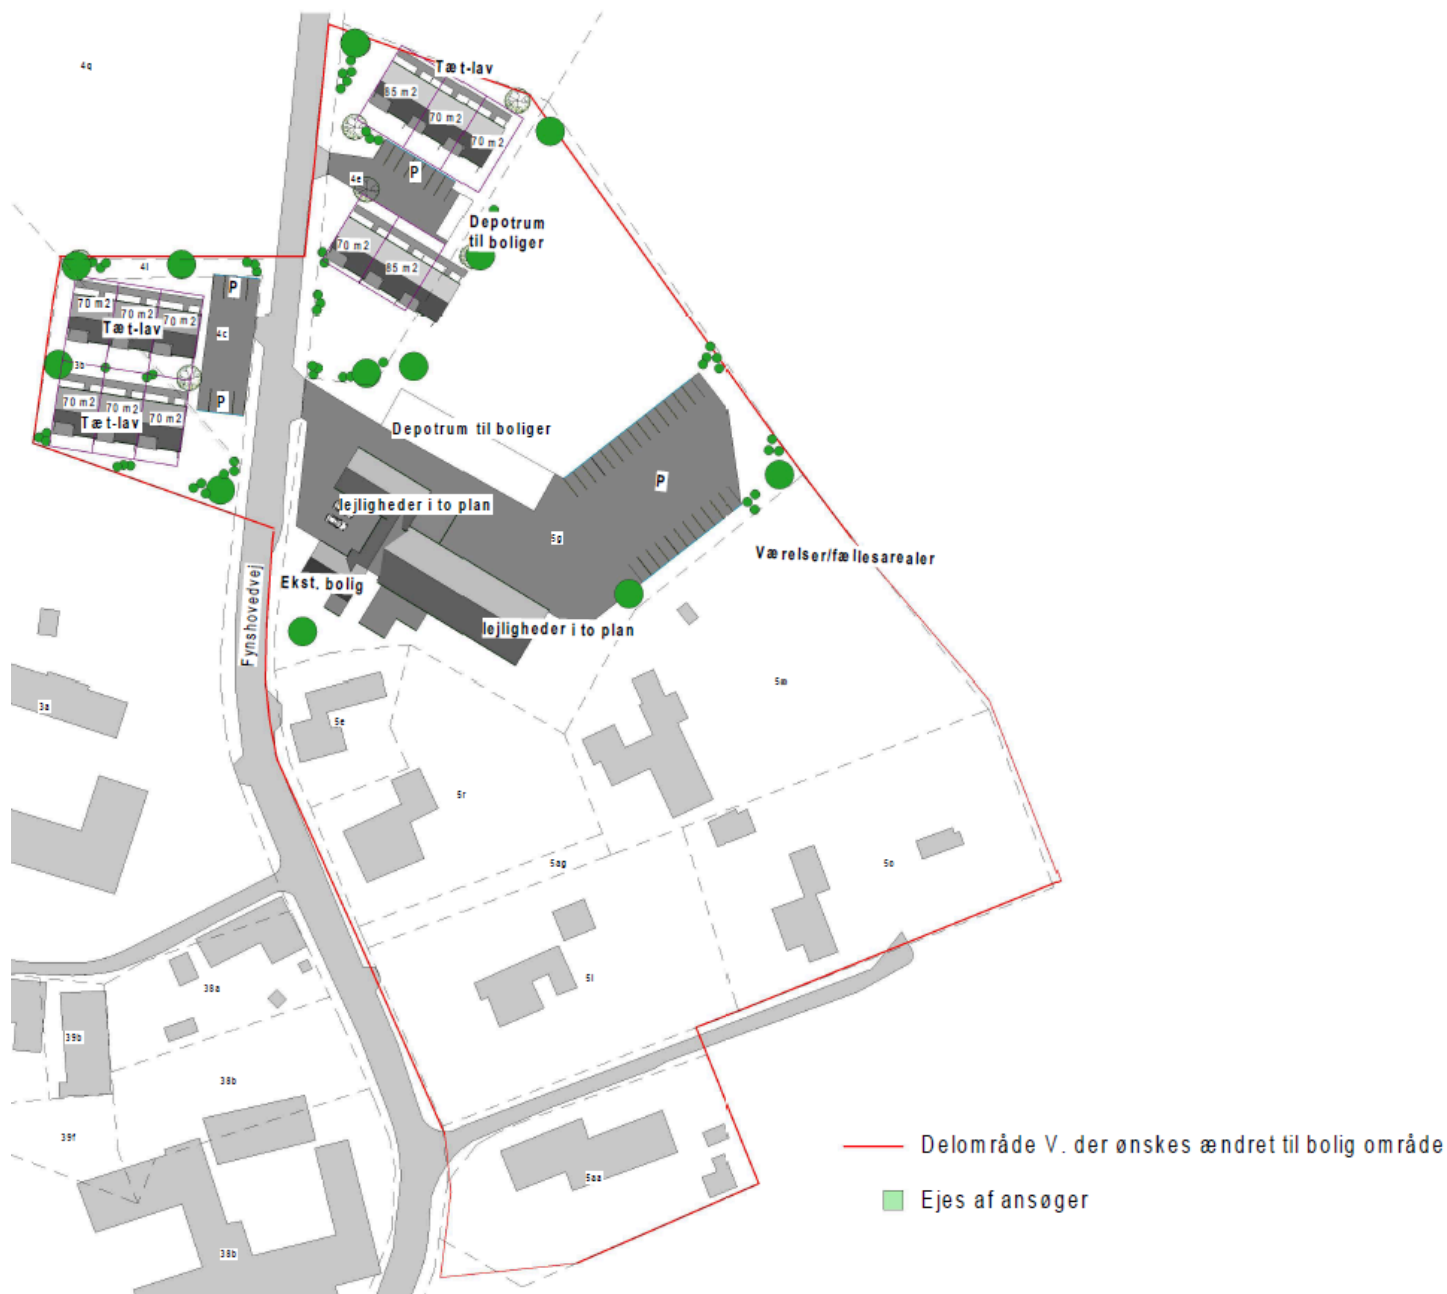 4q
Tæt-lav
85 m2
70 m2
70 m2
P
4e
Depotrum
til boliger
70 m2
85 m2
4l
P
70 m2
70 m2
70 m2
Tæt-lav
4c
3b
P
70 m2
70 m2
70 m2
Tæt-lav
Depotrum til boliger
P
lejligheder i to plan
5g
Værelser/fællesarealer
Ekst. bolig
Fynshovedvej
lejligheder i to plan
5m
3a
5e
5r
5ag
5o
5l
38a
39b
38b
39f
5aa
38b
Delområde V. der ønskes ændret til bolig område
Ejes af ansøger